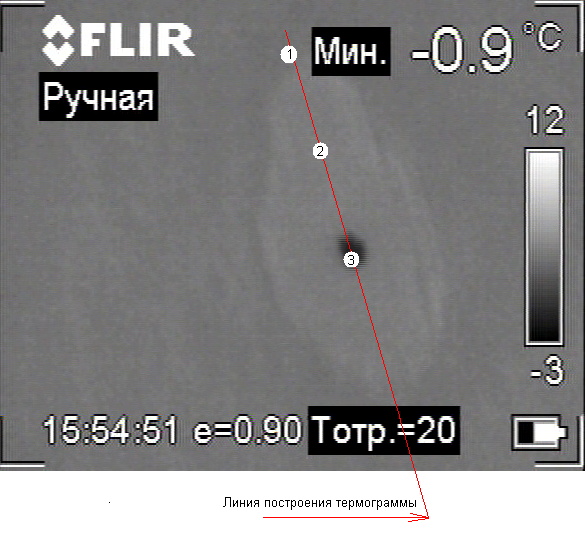 FLIR
Мин. -0.9 °C
Ручная
1
12
2
3
-3
15:54:51 e=0.90 Тотр.=20
Линия построения термограммы